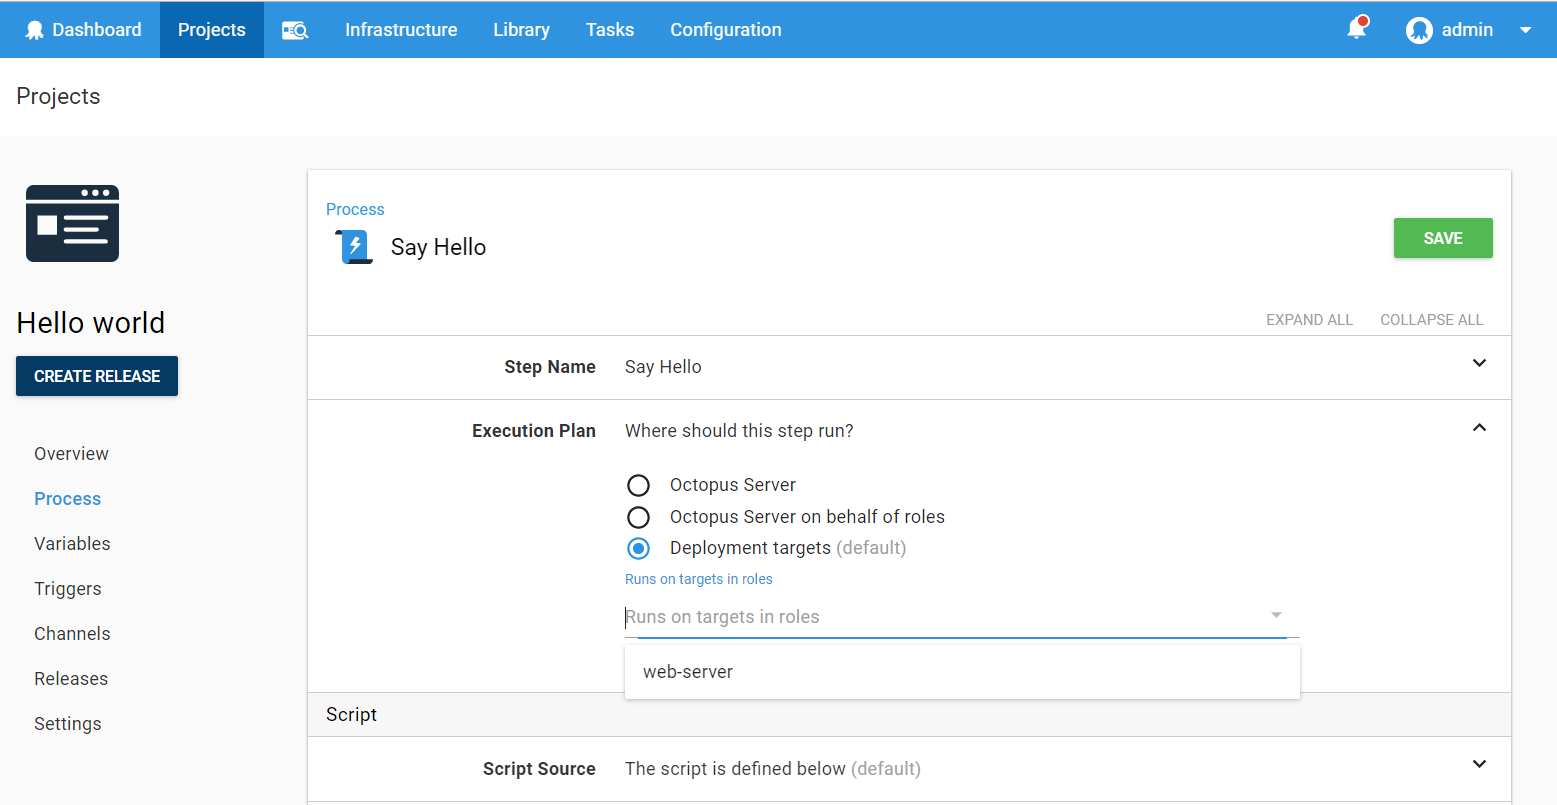 Dashboard Projects Infrastructure Library Tasks Configuration admin
Projects
Hello world
CREATE RELEASE
Overview
Process
Variables
Triggers
Channels
Releases
Settings
Process
Say Hello
SAVE
EXPAND ALL COLLAPSE ALL
Step Name Say Hello
Execution Plan Where should this step run?
Octopus Server
Octopus Server on behalf of roles
Deployment targets (default)
Runs on targets in roles
Runs on targets in roles
web-server
Script
Script Source The script is defined below (default)